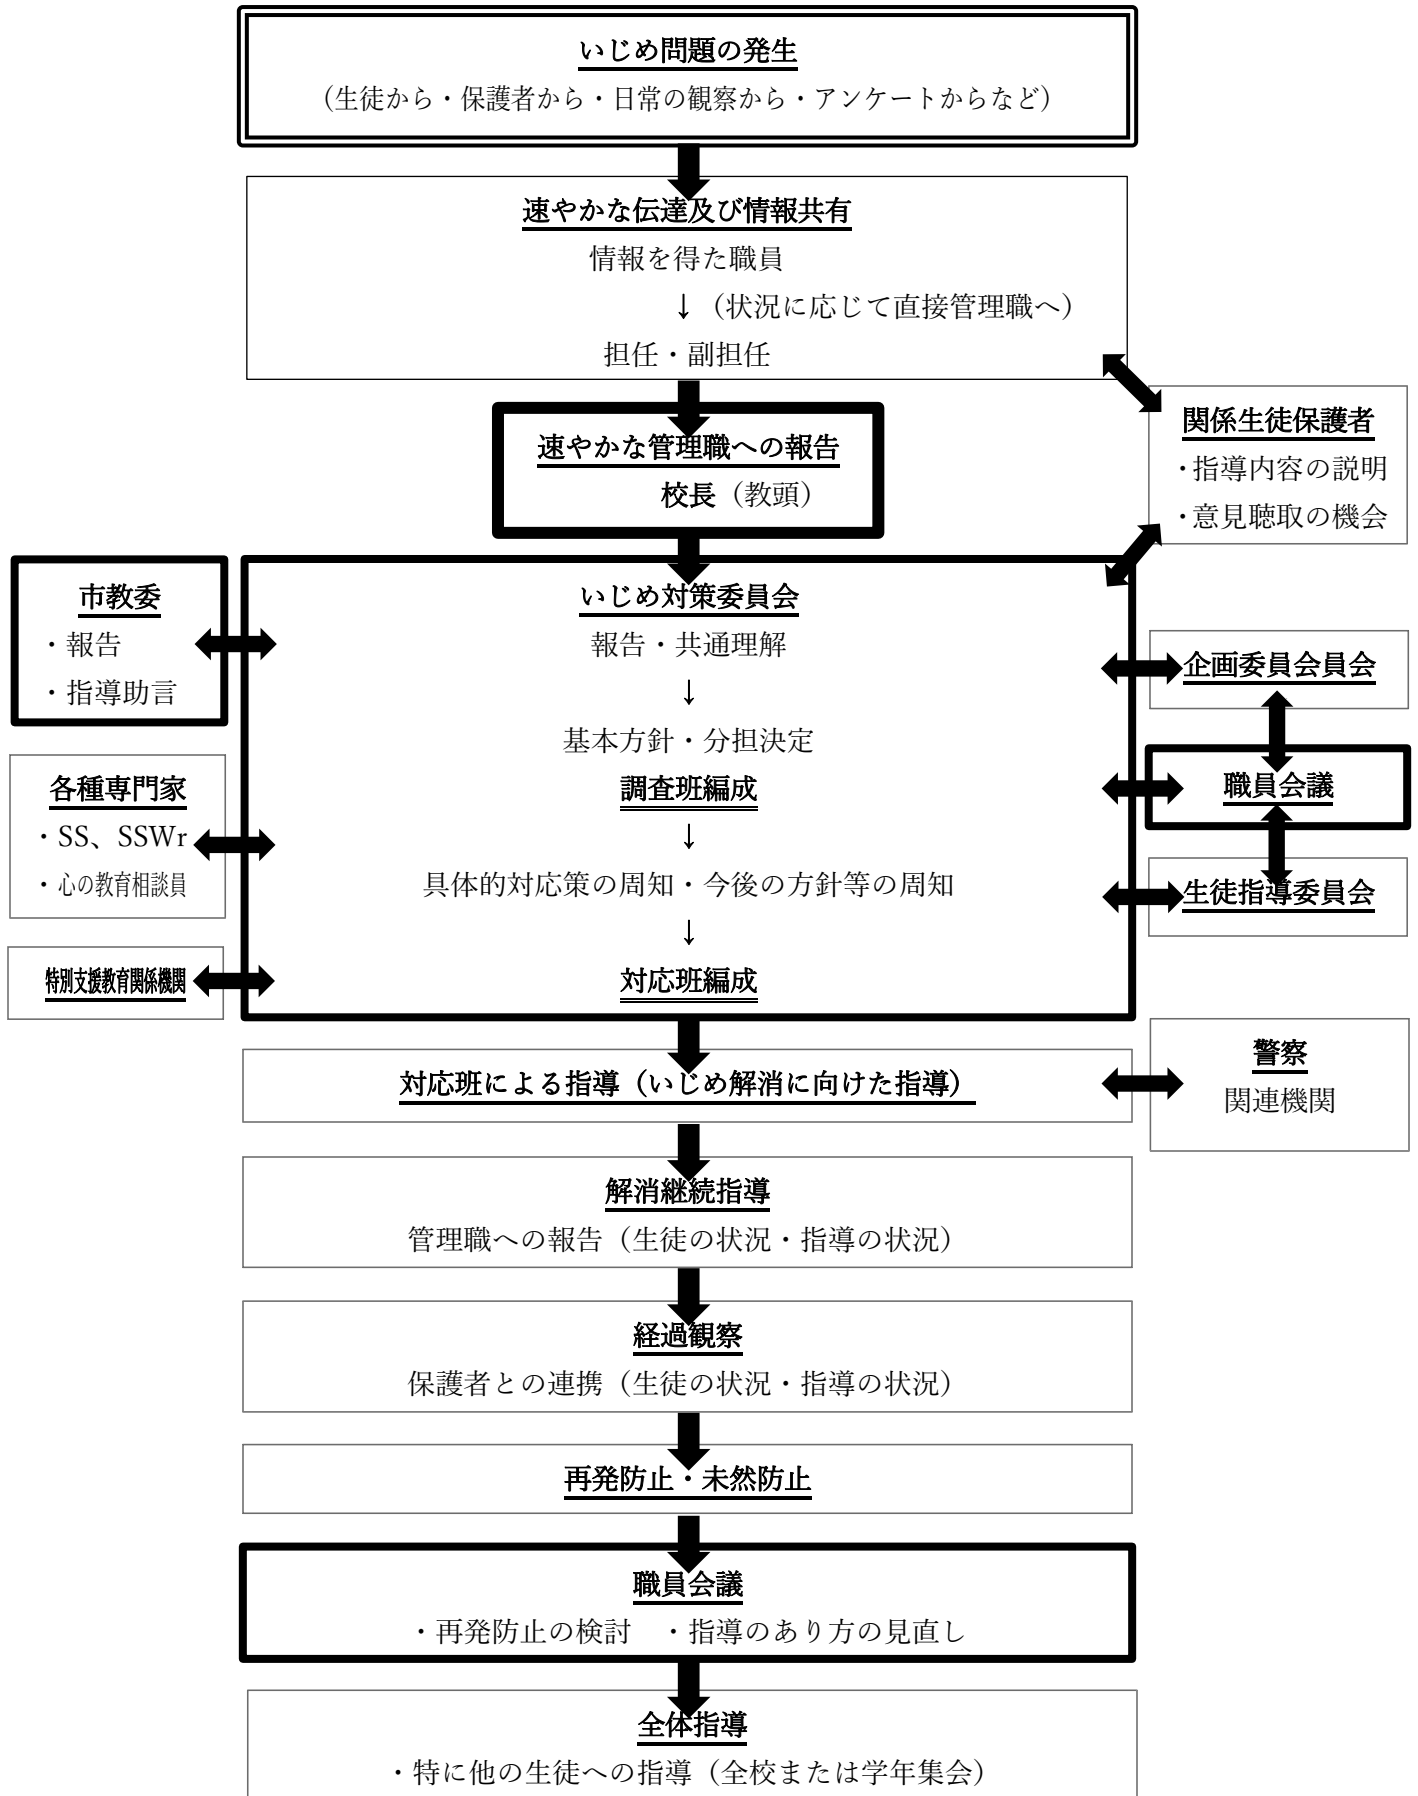 いじめ問題の発生
（生徒から・保護者から・日常の観察から・アンケートからなど）
速やかな伝達及び情報共有
情報を得た職員
↓（状況に応じて直接管理職へ）
担任・副担任
速やかな管理職への報告
校長（教頭）
関係生徒保護者
・指導内容の説明
・意見聴取の機会
市教委
・報告
・指導助言
各種専門家
・SS、SSWr
・心の教育相談員
特別支援教育関係機関
いじめ対策委員会
報告・共通理解
↓
基本方針・分担決定
調査班編成
↓
具体的対応策の周知・今後の方針等の周知
↓
対応班編成
企画委員会員会
職員会議
生徒指導委員会
対応班による指導（いじめ解消に向けた指導）
警察
関連機関
解消継続指導
管理職への報告（生徒の状況・指導の状況）
経過観察
保護者との連携（生徒の状況・指導の状況）
再発防止・未然防止
職員会議
・再発防止の検討　・指導のあり方の見直し
全体指導
・特に他の生徒への指導（全校または学年集会）